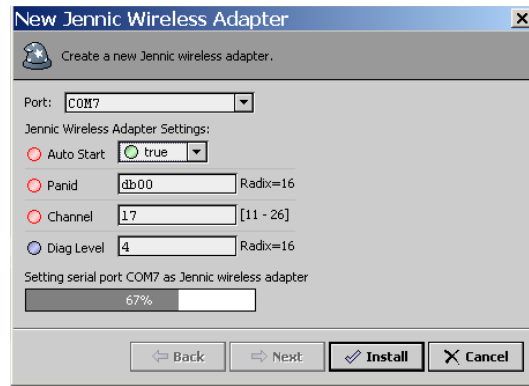 New Jennic Wireless Adapter
Create a new Jennic wireless adapter.
Port: COM7
Jennic Wireless Adapter Settings:
Auto Start true
Panid db00 Radix=16
Channel 17 [11 - 26]
Diag Level 4 Radix=16
Setting serial port COM7 as Jennic wireless adapter
67%
Back Next Install Cancel